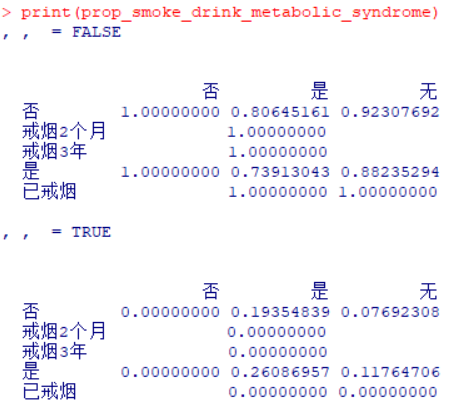 > print(prop_smoke_drink_metabolic_syndrome)
, ,  = FALSE
否 是 无
否 1.00000000 0.80645161 0.92307692
戒烟2个月 1.00000000
戒烟3年 1.00000000
是 1.00000000 0.73913043 0.88235294
已戒烟 1.00000000 1.00000000
, ,  = TRUE
否 是 无
否 0.00000000 0.19354839 0.07692308
戒烟2个月 0.00000000
戒烟3年 0.00000000
是 0.00000000 0.26086957 0.11764706
已戒烟 0.00000000 0.00000000